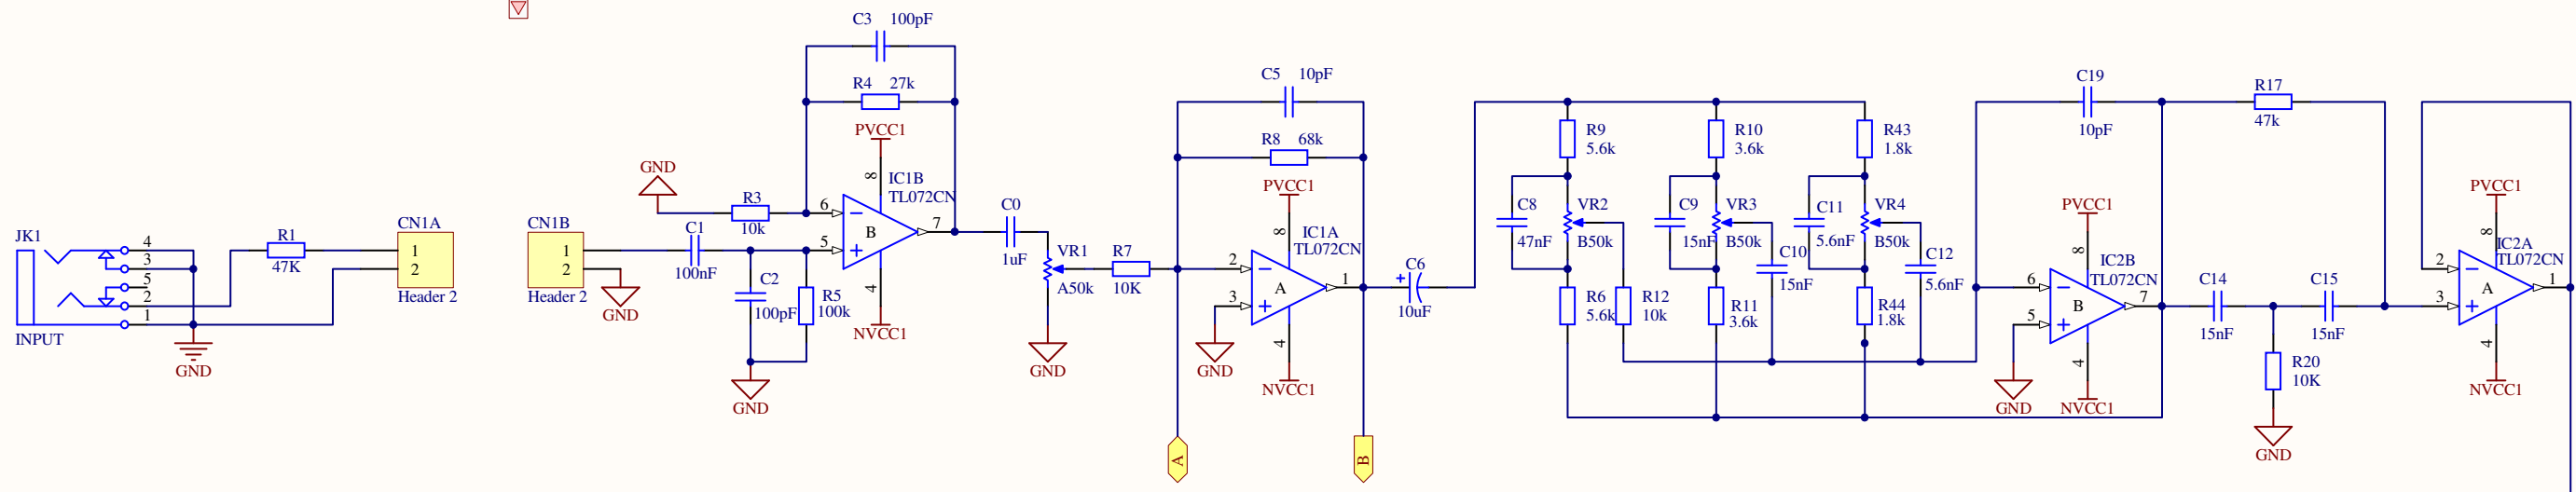 JK1
4
3
5
2
1
INPUT
GND
R1
47K
CN1A
1
2
Header 2
CN1B
1
2
Header 2
GND
GND
R3
10k
C1
100nF
C2
100pF
R5
100k
GND
C3 100pF
R4 27k
PVCC1
8
IC1B
TL072CN
6
5
B
7
4
NVCC1
C0
1uF
VR1
A50k
GND
R7
10K
C5 10pF
R8 68k
PVCC1
8
IC1A
TL072CN
2
3
A
1
4
GND
NVCC1
A
B
C6
+
10uF
R9
5.6k
C8
47nF
VR2
B50k
R6
5.6k
R12
10k
R10
3.6k
C9
15nF
VR3
B50k
C10
15nF
R11
3.6k
R43
1.8k
C11
5.6nF
VR4
B50k
C12
5.6nF
R44
1.8k
C19
10pF
PVCC1
8
IC2B
TL072CN
6
5
B
7
4
GND
NVCC1
R17
47k
C14
15nF
C15
15nF
R20
10K
GND
PVCC1
8
IC2A
TL072CN
2
3
A
1
4
NVCC1